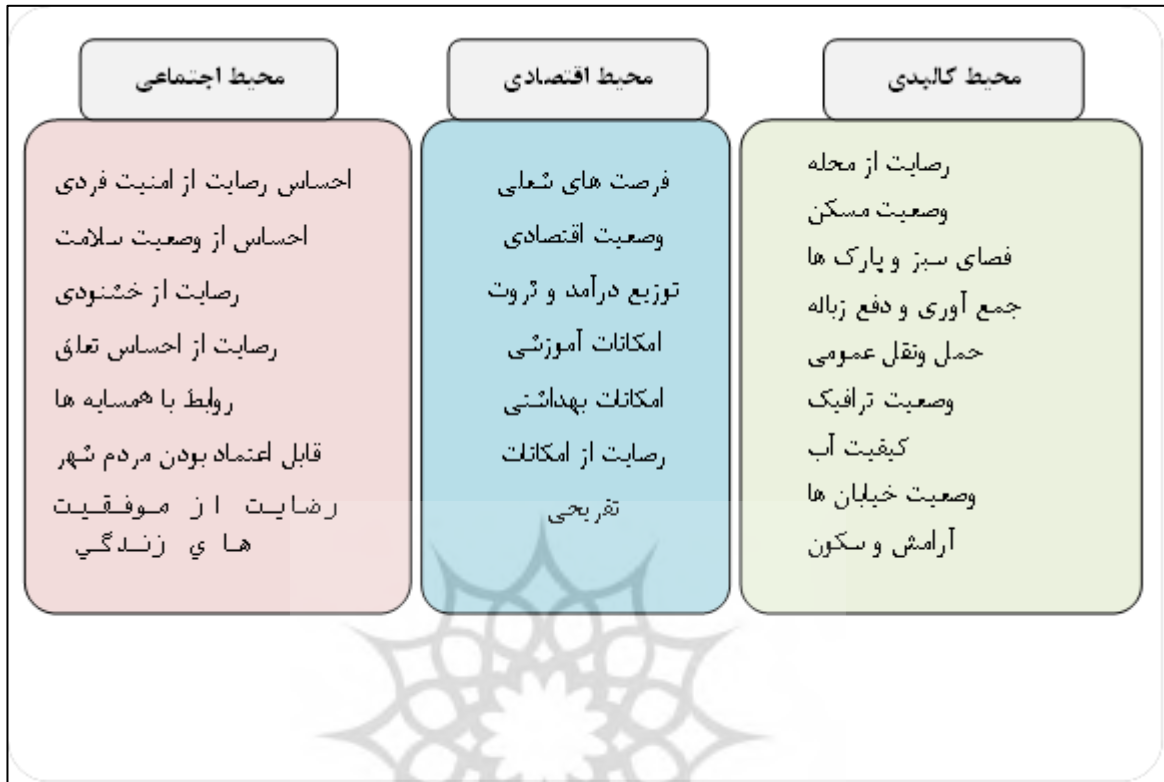 محیط کالبدی
رضایت از محله
وضعیت مسکن
فضای سبز و پارک ها
جمع آوری و دفع زباله
حمل ونقل عمومی
وضعیت ترافیک
کیفیت آب
وضعیت خیابان ها
آرامش و سکون
محیط اقتصادی
فرصت های شغلی
وضعیت اقتصادی
توزیع درآمد و ثروت
امکانات آموزشی
امکانات بهداشتی
رضایت از امکانات
تفریحی
محیط اجتماعی
احساس رضایت از امنیت فردی
احساس از وضعیت سلامت
رضایت از خشنودی
رضایت از احساس تعلق
روابط با همسایه ها
قابل اعتماد بودن مردم شهر
رضایت از موفقیت
هاي زندگي